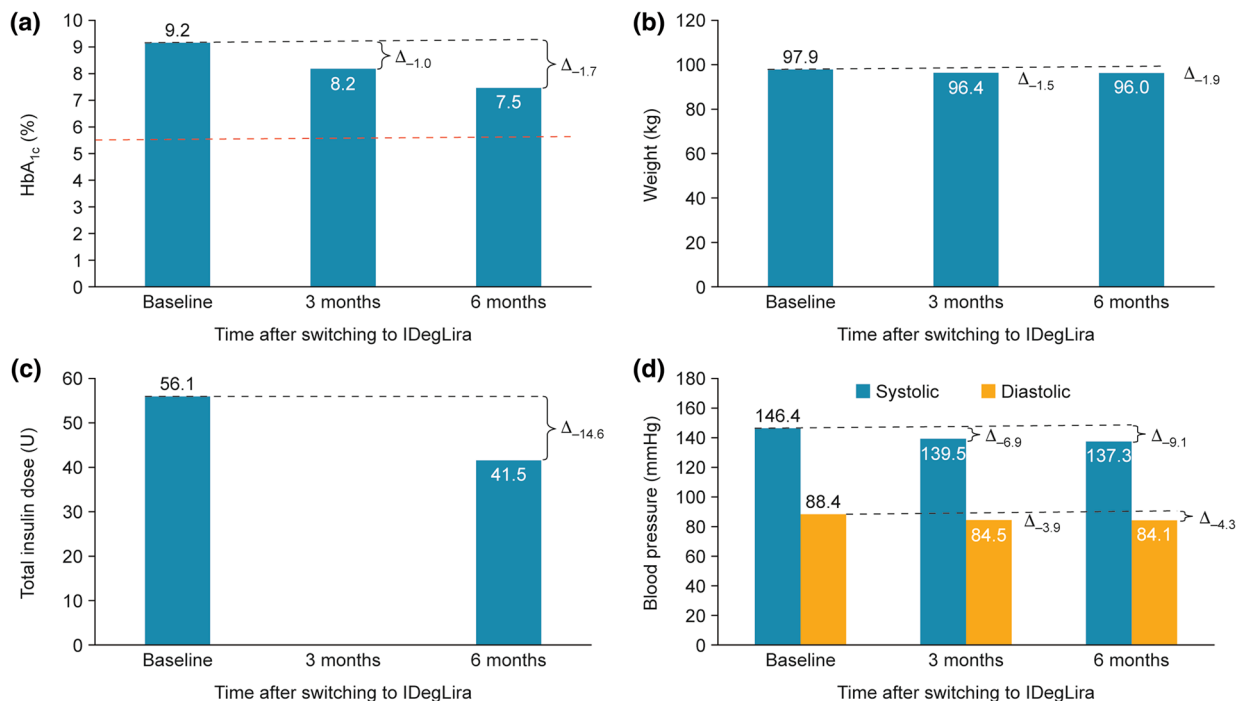 (a)
HbA1c (%)
10
9
8
7
6
5
4
3
2
1
0
9.2
8.2
7.5
Δ–1.0
Δ–1.7
Baseline 3 months 6 months
Time after switching to IDegLira
(b)
Weight (kg)
120
100
80
60
40
20
0
97.9
96.4
96.0
Δ–1.5
Δ–1.9
Baseline 3 months 6 months
Time after switching to IDegLira
(c)
Total insulin dose (U)
60
50
40
30
20
10
0
56.1
41.5
Δ–14.6
Baseline 3 months 6 months
Time after switching to IDegLira
(d)
Blood pressure (mmHg)
180
160
140
120
100
80
60
40
20
0
Systolic Diastolic
146.4
88.4
139.5
84.5
137.3
84.1
Δ–6.9
Δ–9.1
Δ–3.9
Δ–4.3
Baseline 3 months 6 months
Time after switching to IDegLira